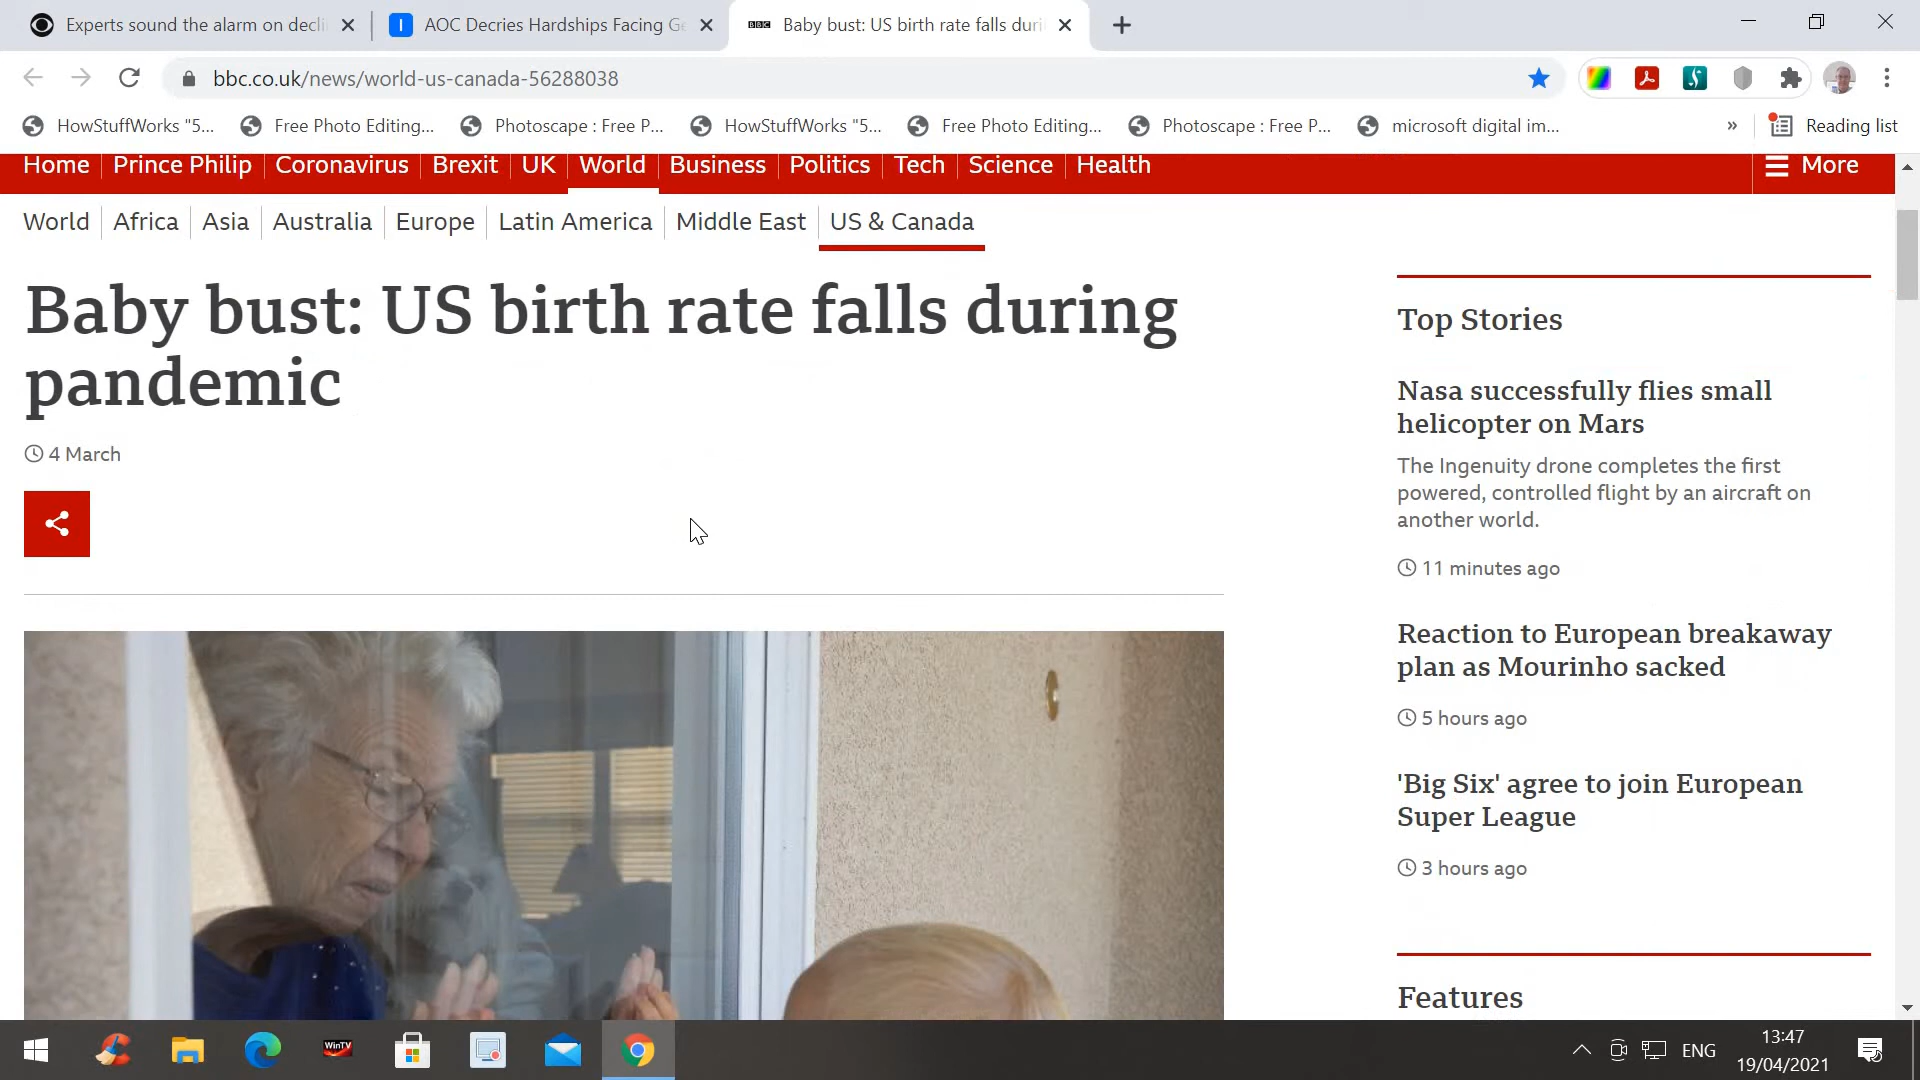 Experts sound the alarm on decli
AOC Decries Hardships Facing Ge
BBC
Baby bust: US birth rate falls duri
bbc.co.uk/news/world-us-canada-56288038
HowStuffWorks "5...
Free Photo Editing...
Photoscape : Free P...
HowStuffWorks "5...
Free Photo Editing...
Photoscape : Free P...
microsoft digital im...
»
Reading list
Home
Prince Philip
Coronavirus
Brexit
UK
World
Business
Politics
Tech
Science
Health
More
World
Africa
Asia
Australia
Europe
Latin America
Middle East
US & Canada
Baby bust: US birth rate falls during
pandemic
4 March
Top Stories
Nasa successfully flies small
helicopter on Mars
The Ingenuity drone completes the first
powered, controlled flight by an aircraft on
another world.
11 minutes ago
Reaction to European breakaway
plan as Mourinho sacked
5 hours ago
'Big Six' agree to join European
Super League
3 hours ago
Features
WinTV
ENG
13:47
19/04/2021